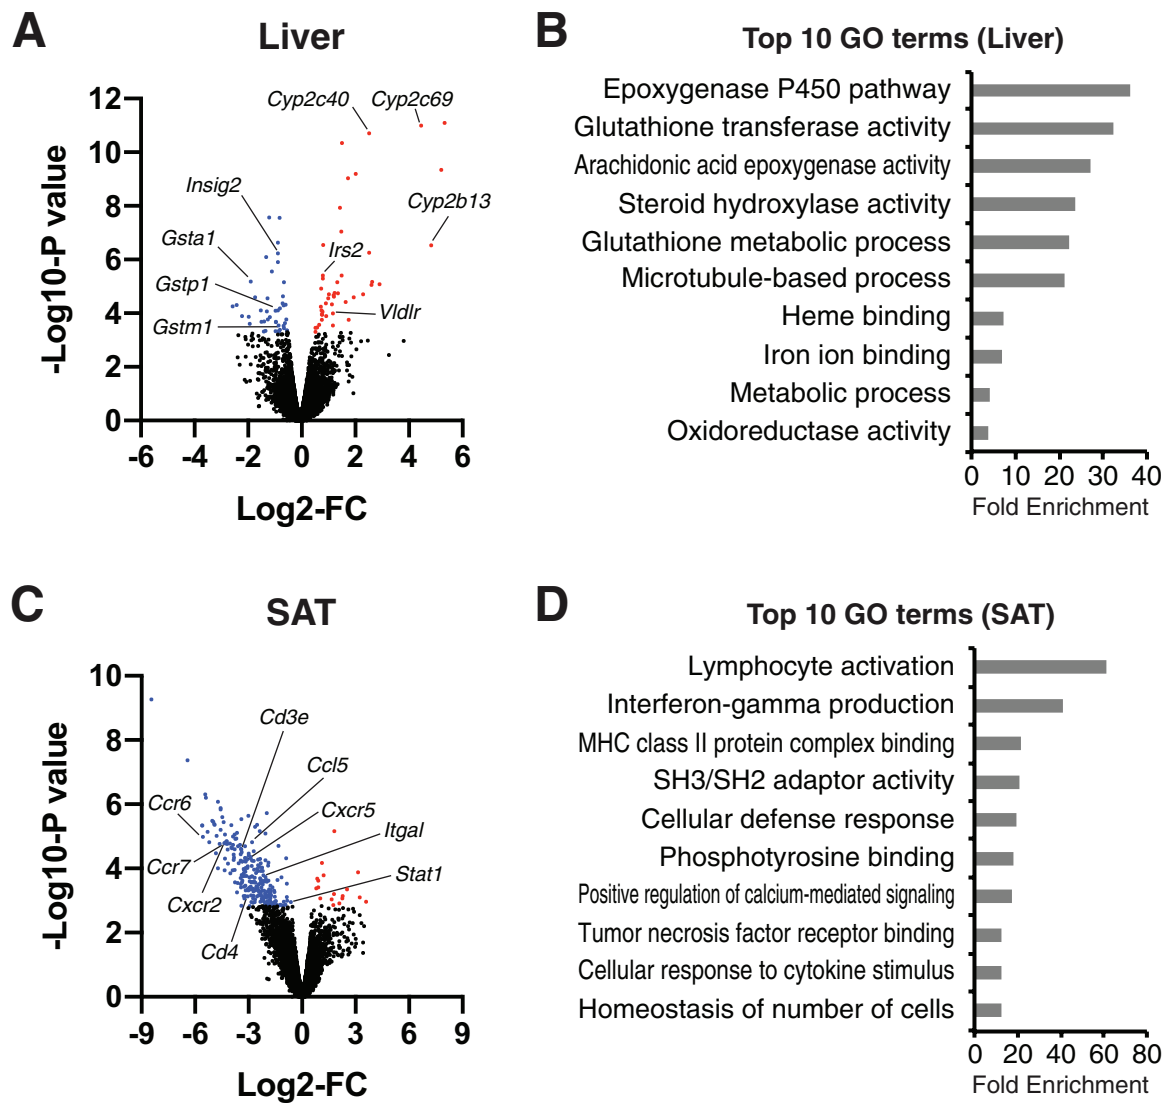 A
Liver
-Log10-P value
12
10
8
6
4
2
0
Cyp2c40
Cyp2c69
Insig2
Cyp2b13
Gsta1
Irs2
Gstp1
Vldlr
Gstm1
-6 -4 -2 0 2 4 6
Log2-FC
B
Top 10 GO terms (Liver)
Epoxygenase P450 pathway
Glutathione transferase activity
Arachidonic acid epoxygenase activity
Steroid hydroxylase activity
Glutathione metabolic process
Microtubule-based process
Heme binding
Iron ion binding
Metabolic process
Oxidoreductase activity
0 10 20 30 40
Fold Enrichment
C
SAT
-Log10-P value
10
8
6
4
2
0
Cd3e
Ccl5
Ccr6
Cxcr5
Itgal
Ccr7
Stat1
Cxcr2
Cd4
-9 -6 -3 0 3 6 9
Log2-FC
D
Top 10 GO terms (SAT)
Lymphocyte activation
Interferon-gamma production
MHC class II protein complex binding
SH3/SH2 adaptor activity
Cellular defense response
Phosphotyrosine binding
Positive regulation of calcium-mediated signaling
Tumor necrosis factor receptor binding
Cellular response to cytokine stimulus
Homeostasis of number of cells
0 20 40 60 80
Fold Enrichment